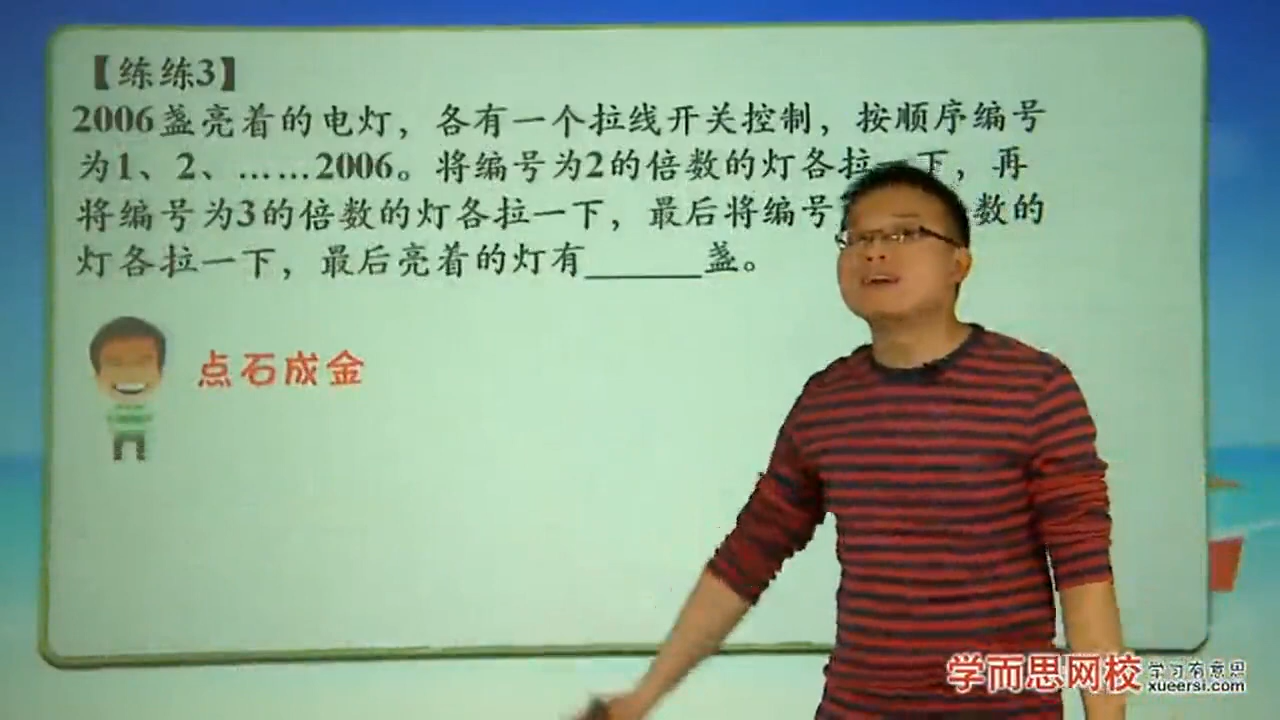 【练练3】
2006盏亮着的电灯，各有一个拉线开关控制，按顺序编号
为1、2、……2006。将编号为2的倍数的灯各拉一下，再
将编号为3的倍数的灯各拉一下，最后将编号 数的
灯各拉一下，最后亮着的灯有______盏。
点石成金
学而思网校 学习有意思
xueersi.com